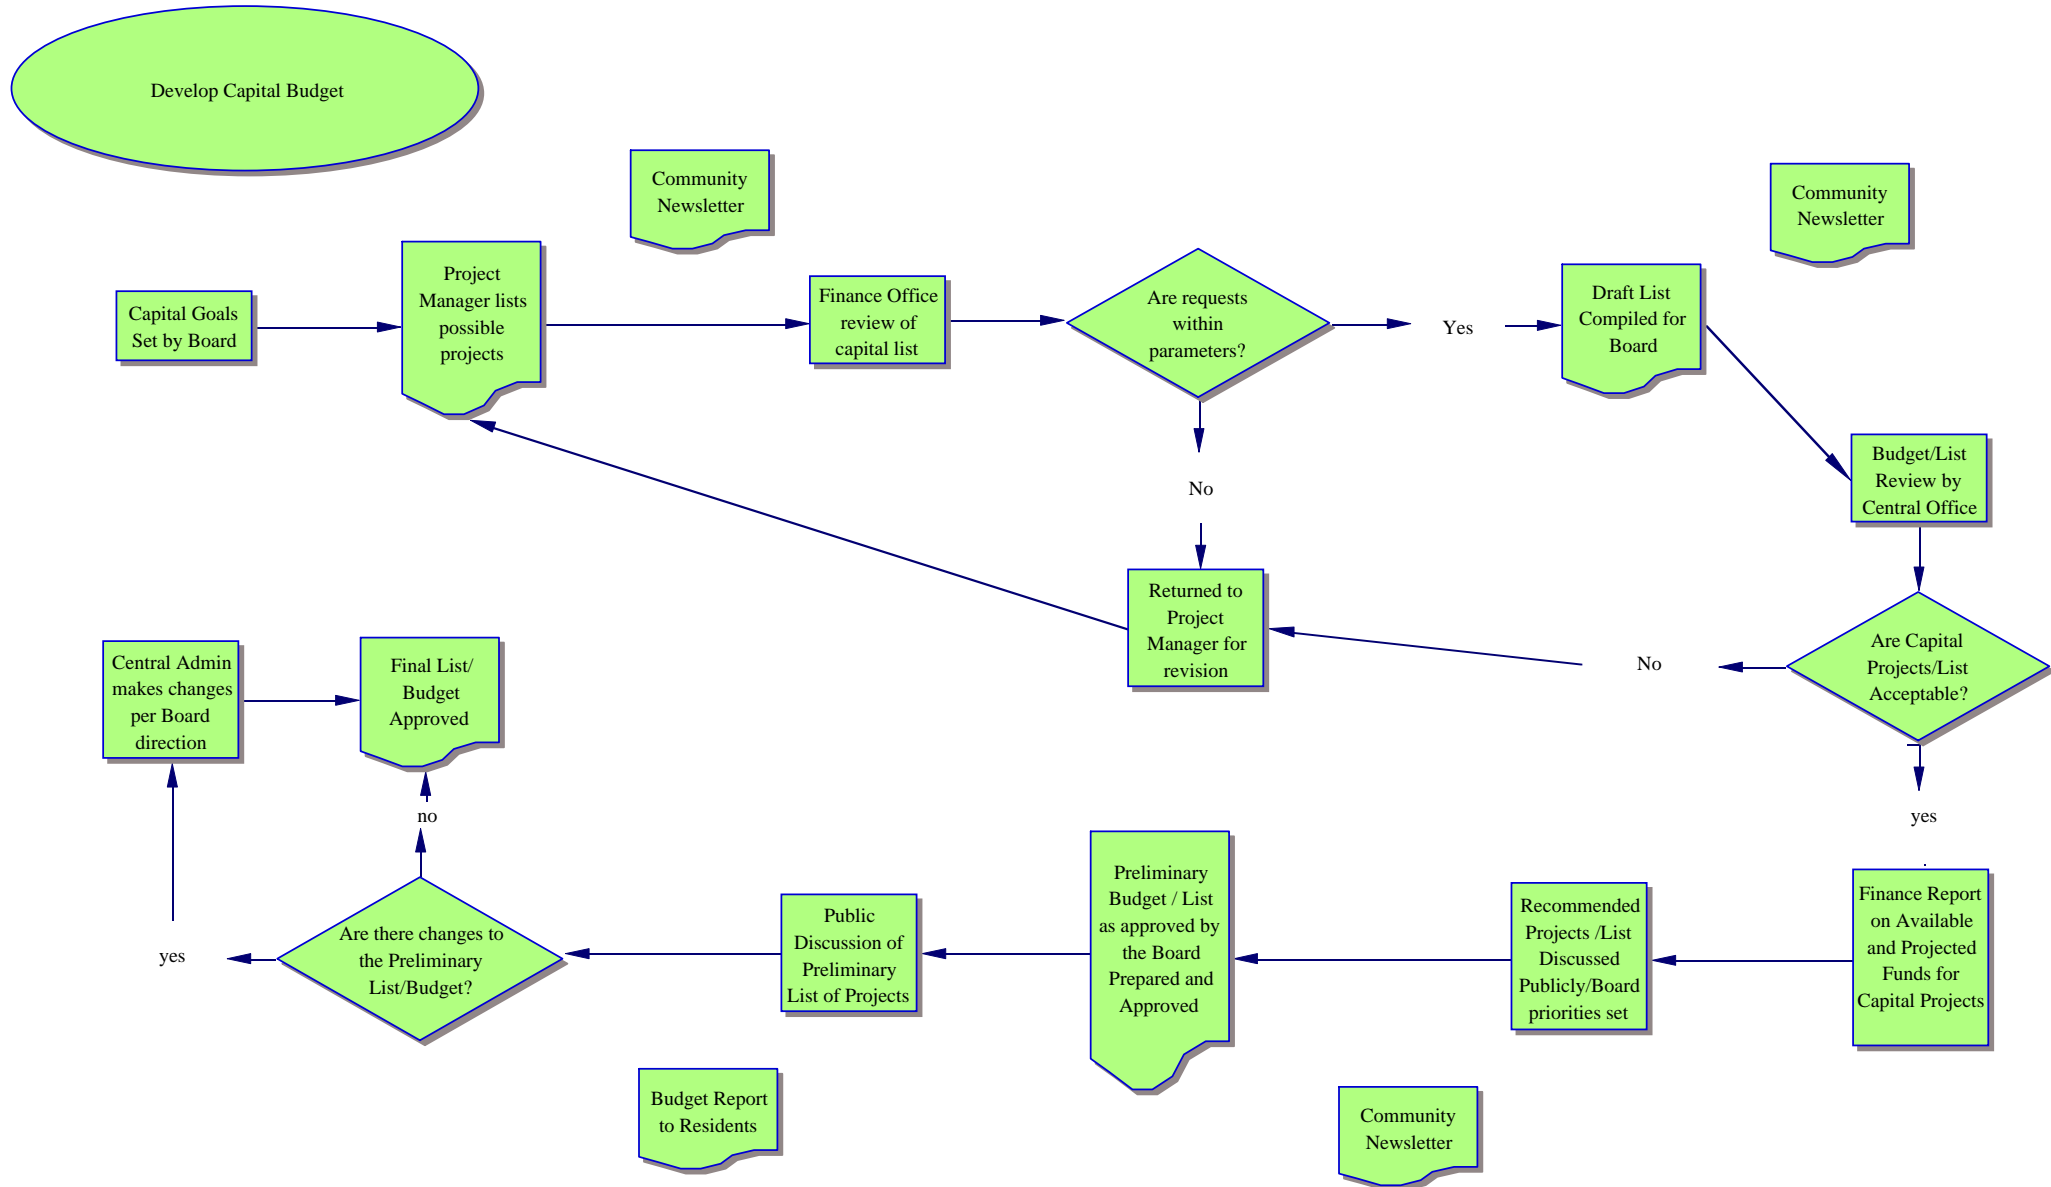 Develop Capital Budget
Community
Newsletter
Community
Newsletter
Capital Goals
Set by Board
Project
Manager lists
possible
projects
Finance Office
review of
capital list
Are requests
within
parameters?
Yes
Draft List
Compiled for
Board
No
Budget/List
Review by
Central Office
Returned to
Project
Manager for
revision
No
Are Capital
Projects/List
Acceptable?
Central Admin
makes changes
per Board
direction
Final List/
Budget
Approved
no
yes
yes
Are there changes to
the Preliminary
List/Budget?
Public
Discussion of
Preliminary
List of Projects
Preliminary
Budget / List
as approved by
the Board
Prepared and
Approved
Recommended
Projects /List
Discussed
Publicly/Board
priorities set
Finance Report
on Available
and Projected
Funds for
Capital Projects
Budget Report
to Residents
Community
Newsletter